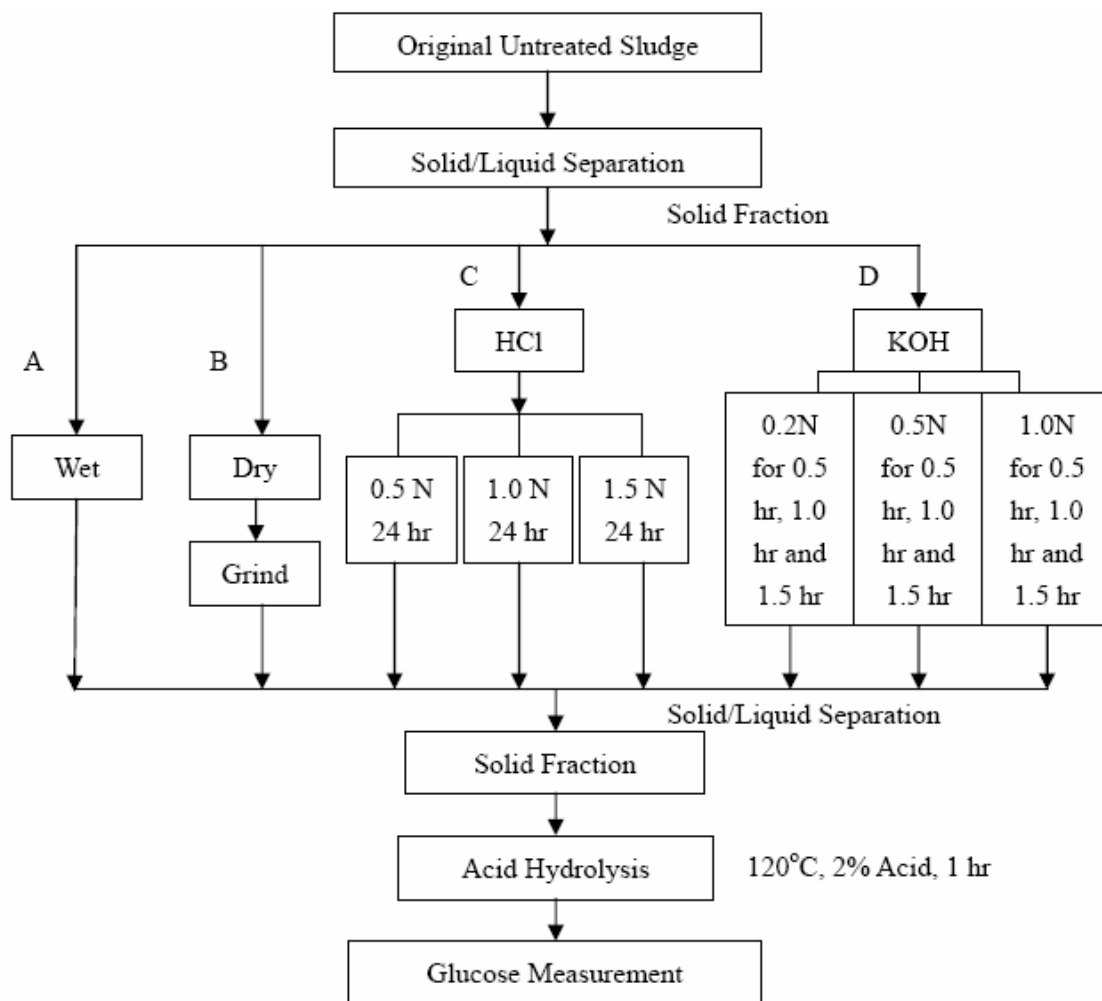 Original Untreated Sludge
Solid/Liquid Separation
Solid Fraction
A
B
C
D
HCl
KOH
Wet
Dry
Grind
0.5 N
24 hr
1.0 N
24 hr
1.5 N
24 hr
0.2N
for 0.5
hr, 1.0
hr and
1.5 hr
0.5N
for 0.5
hr, 1.0
hr and
1.5 hr
1.0N
for 0.5
hr, 1.0
hr and
1.5 hr
Solid/Liquid Separation
Solid Fraction
Acid Hydrolysis
120°C, 2% Acid, 1 hr
Glucose Measurement